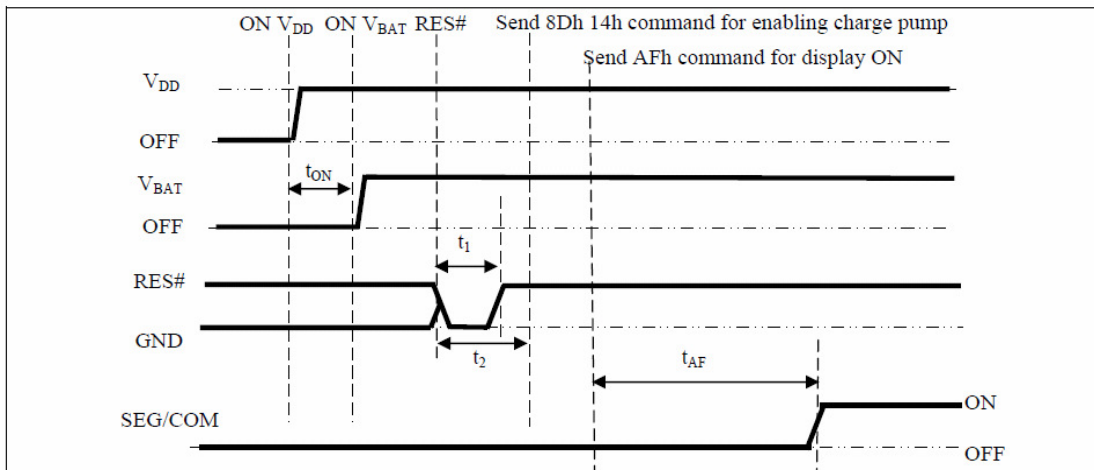 ON VDD ON VBAT RES# Send 8Dh 14h command for enabling charge pump
Send AFh command for display ON
VDD
OFF
tON
VBAT
OFF
t1
RES#
GND
t2
tAF
ON
SEG/COM
OFF